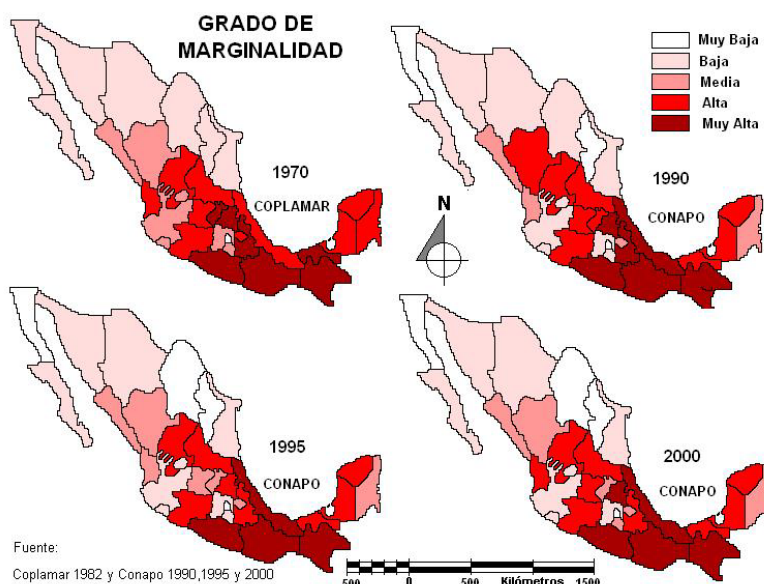 GRADO DE
MARGINALIDAD
Muy Baja
Baja
Media
Alta
Muy Alta
1970
COPLAMAR
N
1990
CONAPO
1995
CONAPO
2000
CONAPO
Fuente:
Coplamar 1982 y Conapo 1990,1995 y 2000
500 0 500 Kilómetros 1500